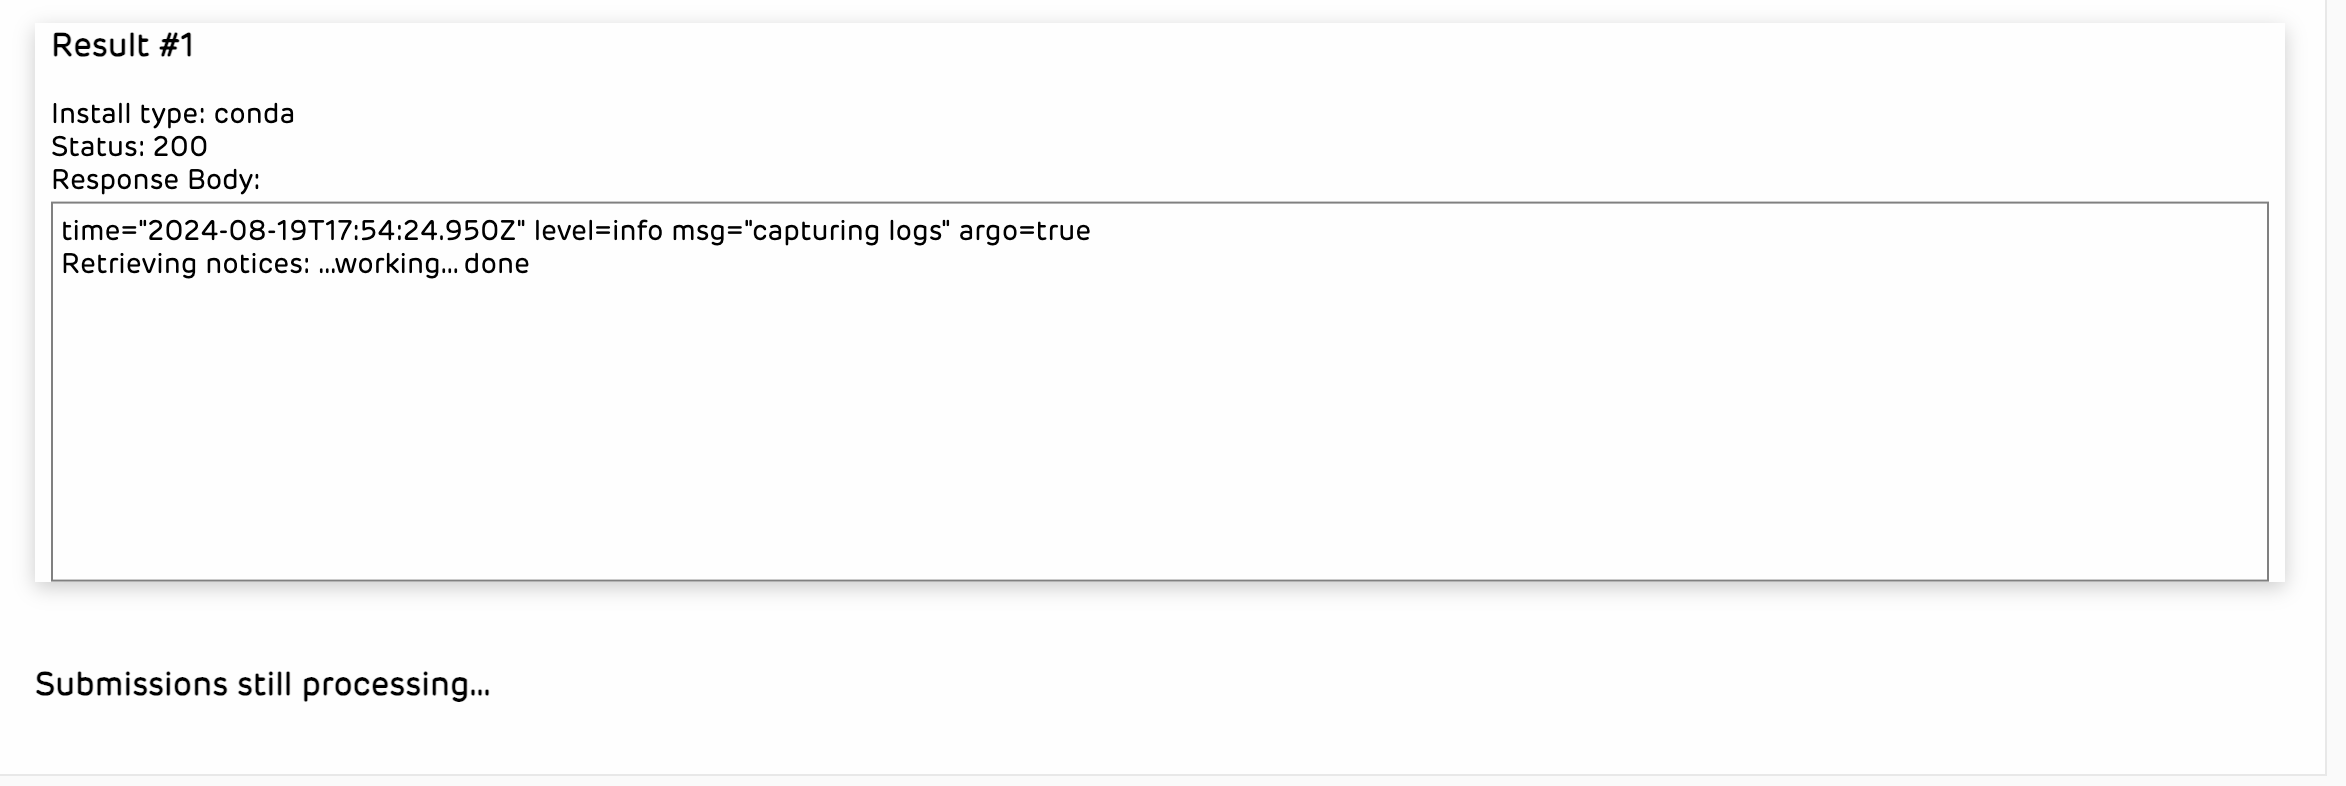 Result #1
Install type: conda
Status: 200
Response Body:
time="2024-08-19T17:54:24.950Z" level=info msg="capturing logs" argo=true
Retrieving notices: ...working... done
Submissions still processing...